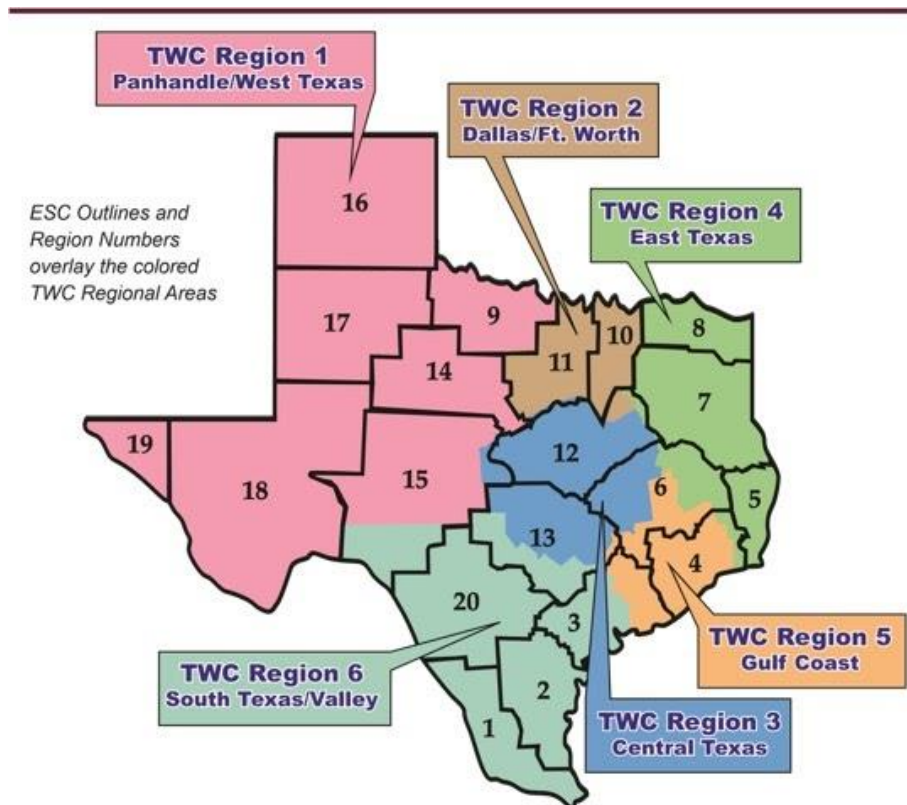 TWC Region 1
Panhandle/West Texas
TWC Region 2
Dallas/Ft. Worth
TWC Region 4
East Texas
ESC Outlines and
Region Numbers
overlay the colored
TWC Regional Areas
16
17
9
10
8
11
14
7
19
12
18
15
6
5
13
4
20
3
TWC Region 5
Gulf Coast
TWC Region 6
South Texas/Valley
2
1
TWC Region 3
Central Texas